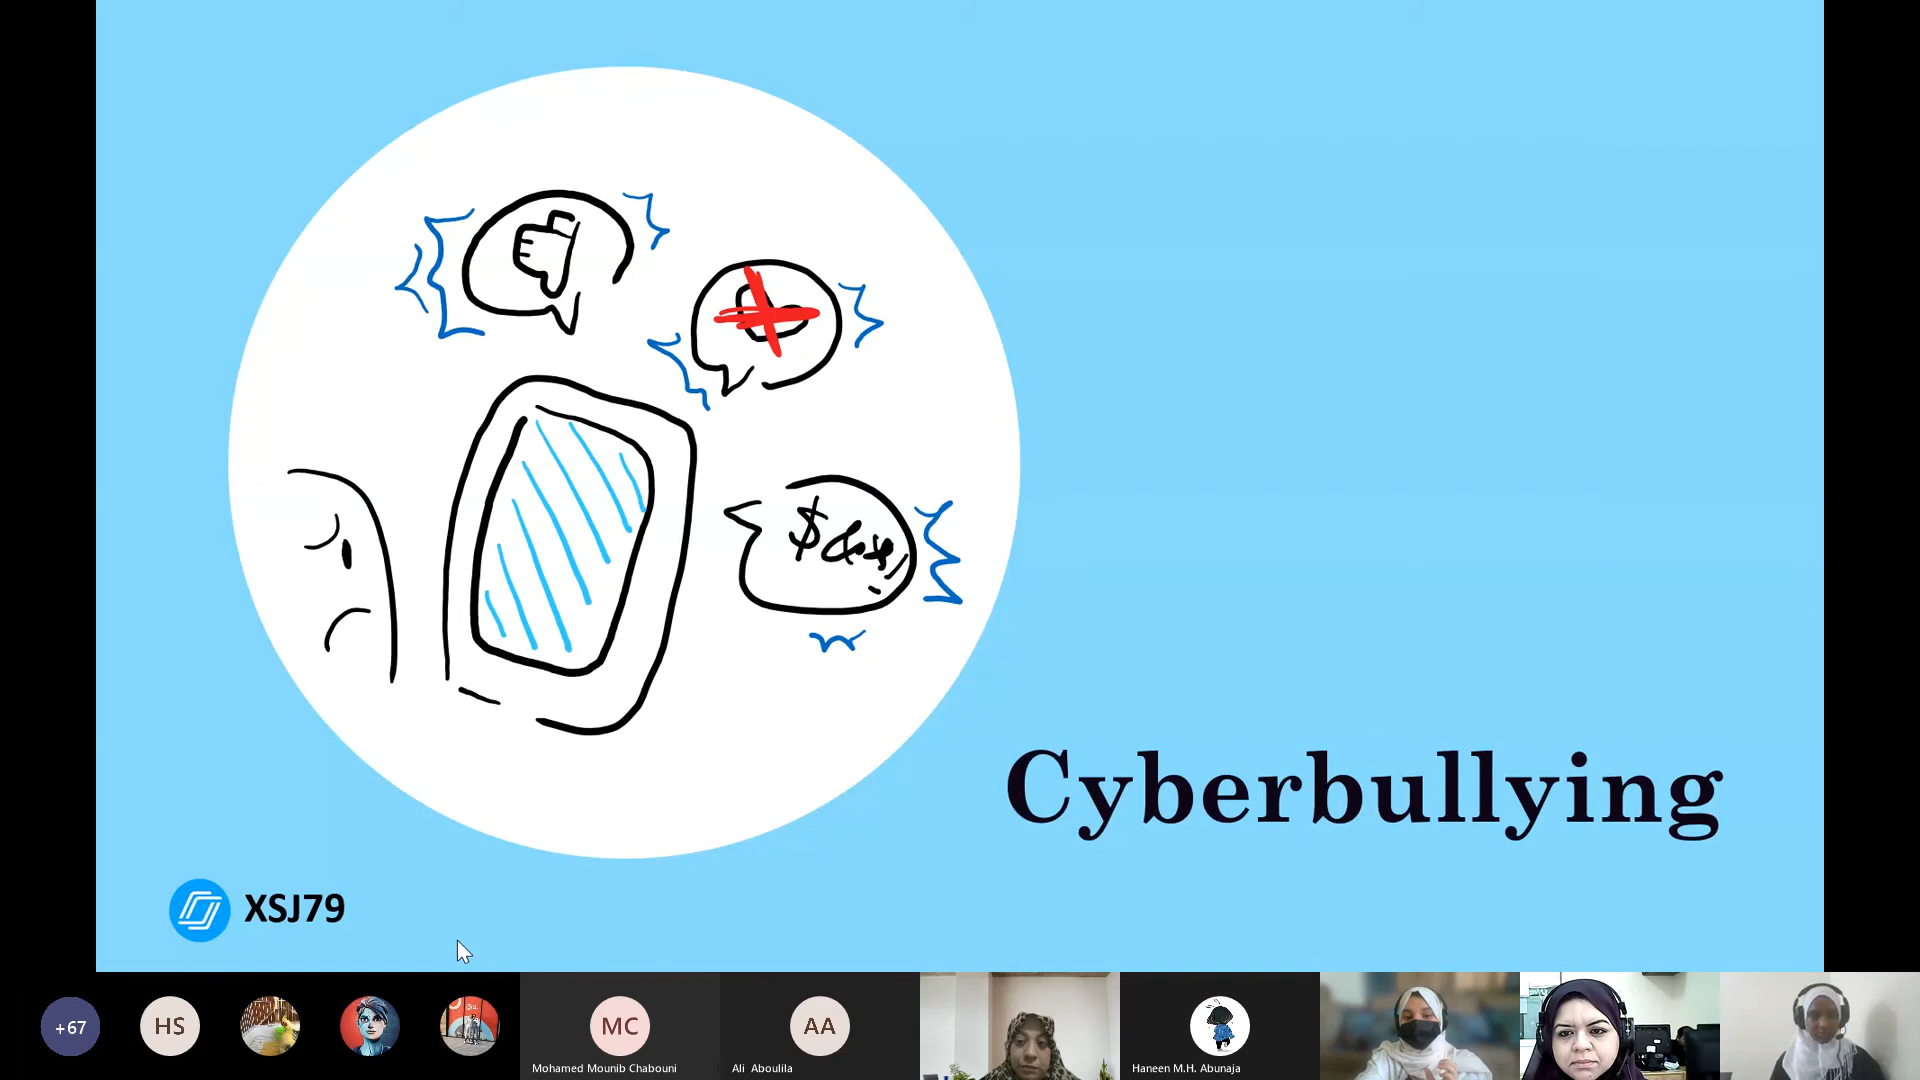 $&*!
Cyberbullying
XSJ79
+67
HS
MC
AA
Mohamed Mounib Chabouni
Ali Aboulila
Haneen M.H. Abunaja